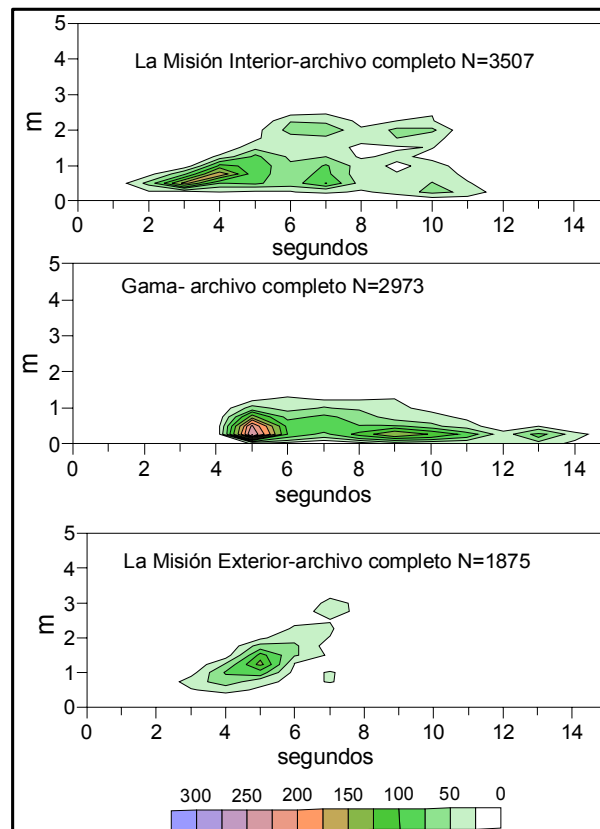 La Misión Interior-archivo completo N=3507
5
4
3
2
1
0
m
0 2 4 6 8 10 12 14
segundos
Gama- archivo completo N=2973
5
4
3
2
1
0
0 2 4 6 8 10 12 14
segundos
La Misión Exterior-archivo completo N=1875
5
4
3
2
1
0
m
0 2 4 6 8 10 12 14
segundos
300 250 200 150 100 50 0